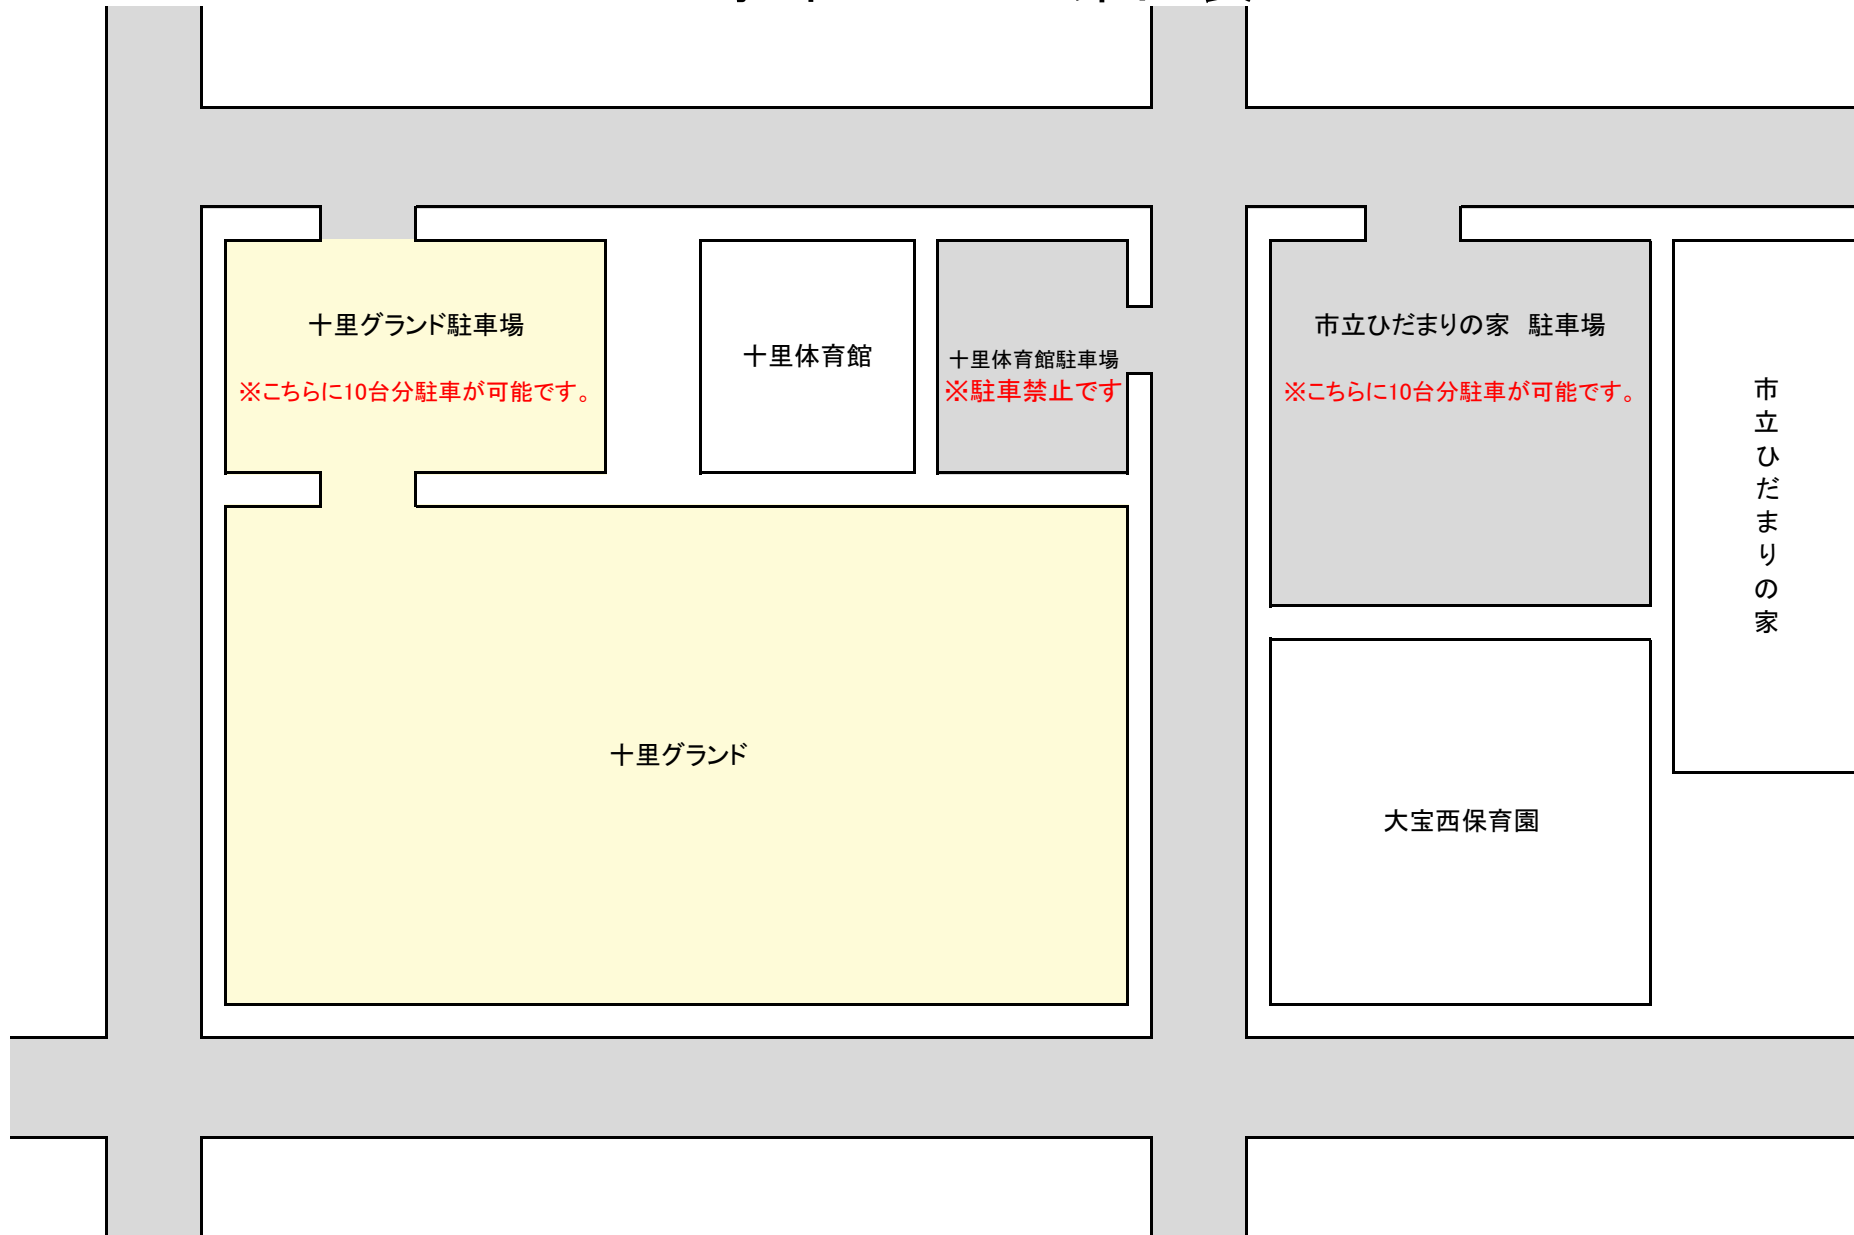 十里グランド駐車場
※こちらに10台分駐車が可能です。
十里体育館
十里体育館駐車場
※駐車禁止です
市立ひだまりの家　駐車場
※こちらに10台分駐車が可能です。
市立ひだまりの家
十里グランド
大宝西保育園